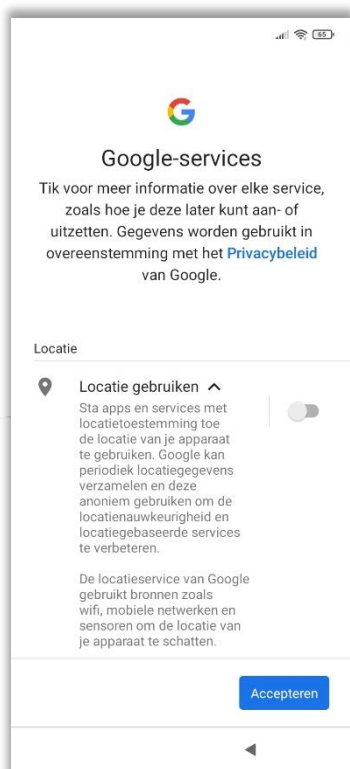 65
Google-services
Tik voor meer informatie over elke service,
zoals hoe je deze later kunt aan- of
uitzetten. Gegevens worden gebruikt in
overeenstemming met het Privacybeleid
van Google.
Locatie
Locatie gebruiken
Sta apps en services met
locatietoestemming toe
de locatie van je apparaat
te gebruiken. Google kan
periodiek locatiegegevens
verzamelen en deze
anoniem gebruiken om de
locatienauwkeurigheid en
locatiegebaseerde services
te verbeteren.
De locatieservice van Google
gebruikt bronnen zoals
wifi, mobiele netwerken en
sensoren om de locatie van
je apparaat te schatten.
Accepteren